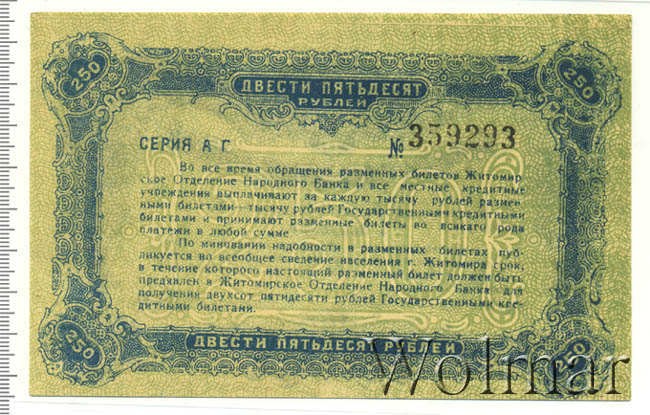 250
250
ДВЕСТИ ПЯТЬДЕСЯТ
РУБЛЕЙ
СЕРИЯ А Г
№ 359293
Во все время обращения разменных билетов Житомир-
ское Отделение Народного Банка и все местные кредитные
учреждения выплачивают за каждую тысячу рублей размен-
ными билетами—тысячу рублей Государственными кредитными
билетами и принимают разменные билеты во всякого рода
платежи в любой сумме.
По миновании надобности в разменных билетах пуб-
ликуется во всеобщее сведение населения г. Житомира срок,
в течение которого настоящий разменный билет должен быть
предъявлен в Житомирское Отделение Народного Банка для
получения двухсот пятидесяти рублей Государственными кре-
дитными билетами.
250
ДВЕСТИ ПЯТЬДЕСЯТ РУБЛЕЙ
250
Wolmar